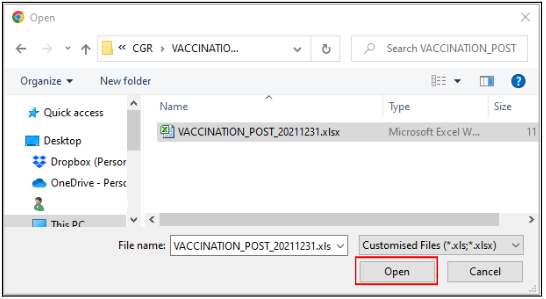 Open
« CGR › VACCINATIO...
Search VACCINATION_POST
Organize
New folder
Name
Type
Size
Quick access
Desktop
Dropbox (Persor
OneDrive - Persc
This PC
VACCINATION_POST_20211231.xlsx
Microsoft Excel W...
11
File name:
VACCINATION_POST_20211231.xls
Customised Files (*.xls;*.xlsx)
Open
Cancel